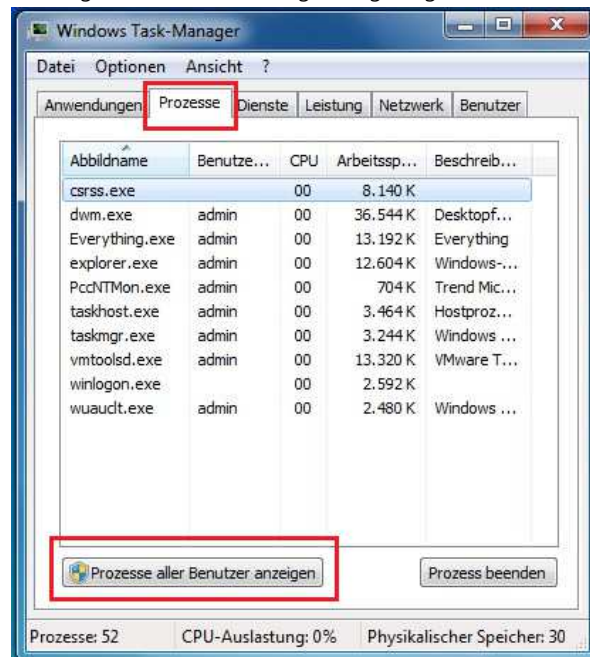 Windows Task-Manager
Datei Optionen Ansicht ?
Anwendungen Prozesse Dienste Leistung Netzwerk Benutzer
Abbildname Benutze... CPU Arbeitssp... Beschreib...
csrss.exe 00 8.140 K
dwm.exe admin 00 36.544 K Desktopf...
Everything.exe admin 00 13.192 K Everything
explorer.exe admin 00 12.604 K Windows-...
PccNTMon.exe admin 00 704 K Trend Mic...
taskhost.exe admin 00 3.464 K Hostproz...
taskmgr.exe admin 00 3.244 K Windows ...
vmtoolsd.exe admin 00 13.320 K VMware T...
winlogon.exe 00 2.592 K
wuauclt.exe admin 00 2.480 K Windows ...
Prozesse aller Benutzer anzeigen Prozess beenden
Prozesse: 52 CPU-Auslastung: 0% Physikalischer Speicher: 30